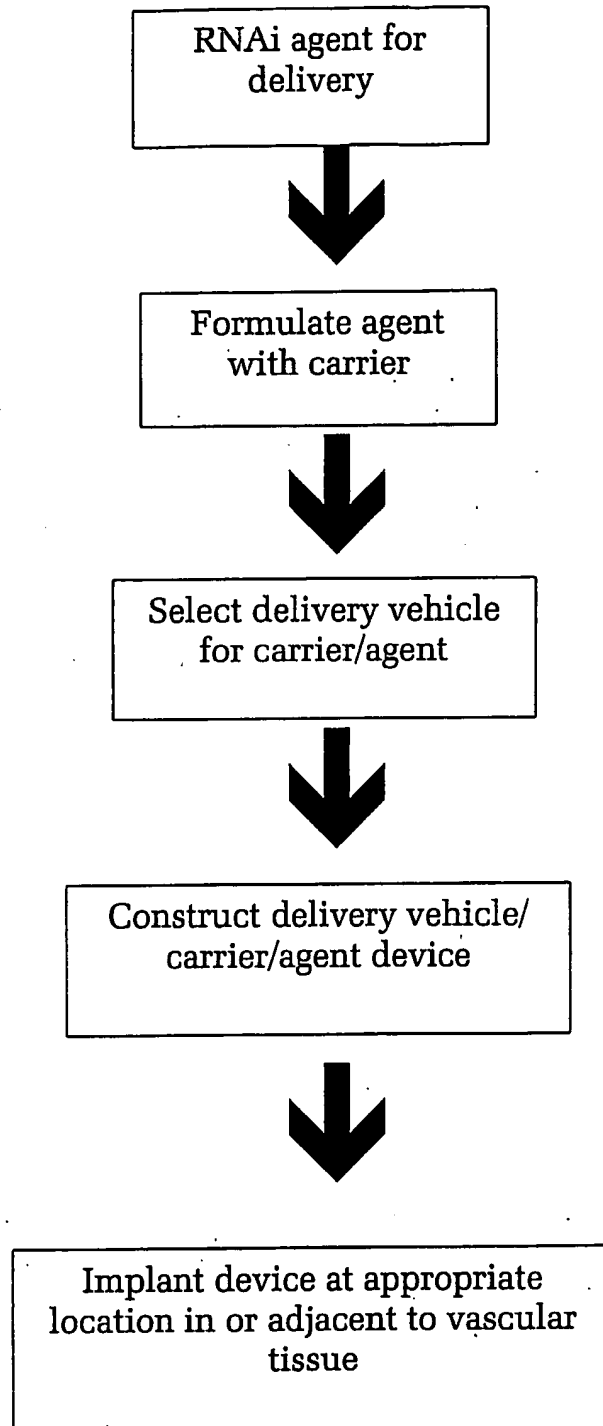 RNAi agent for
delivery
Formulate agent
with carrier
Select delivery vehicle
for carrier/agent
Construct delivery vehicle/
carrier/agent device
Implant device at appropriate
location in or adjacent to vascular
tissue